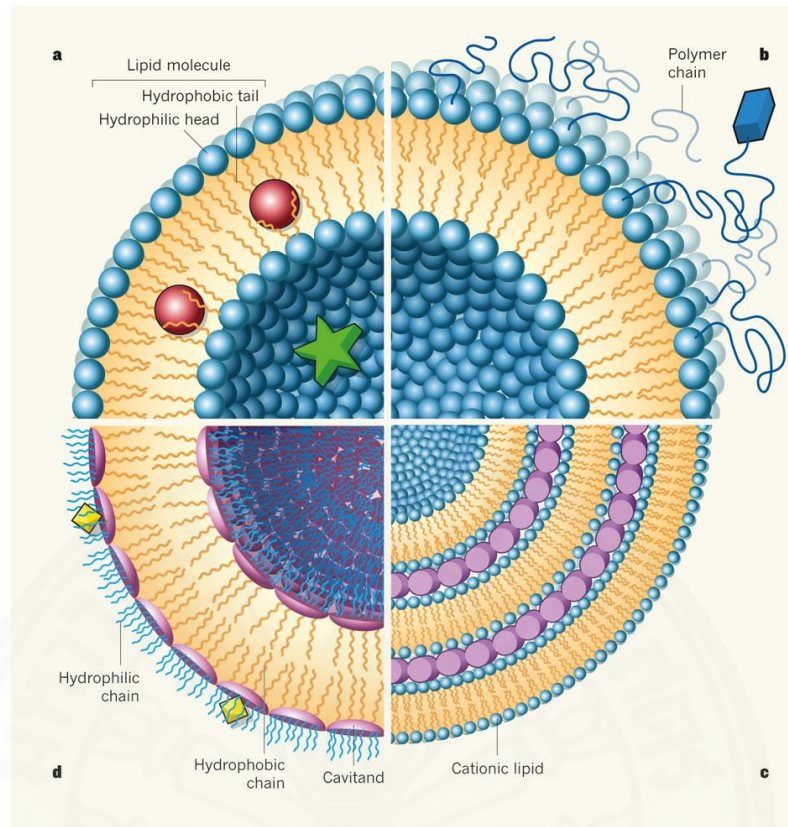 a
Lipid molecule
Hydrophobic tail
Hydrophilic head
Polymer
chain
b
Hydrophilic
chain
Hydrophobic
chain
Cavitand
Cationic lipid
d
c